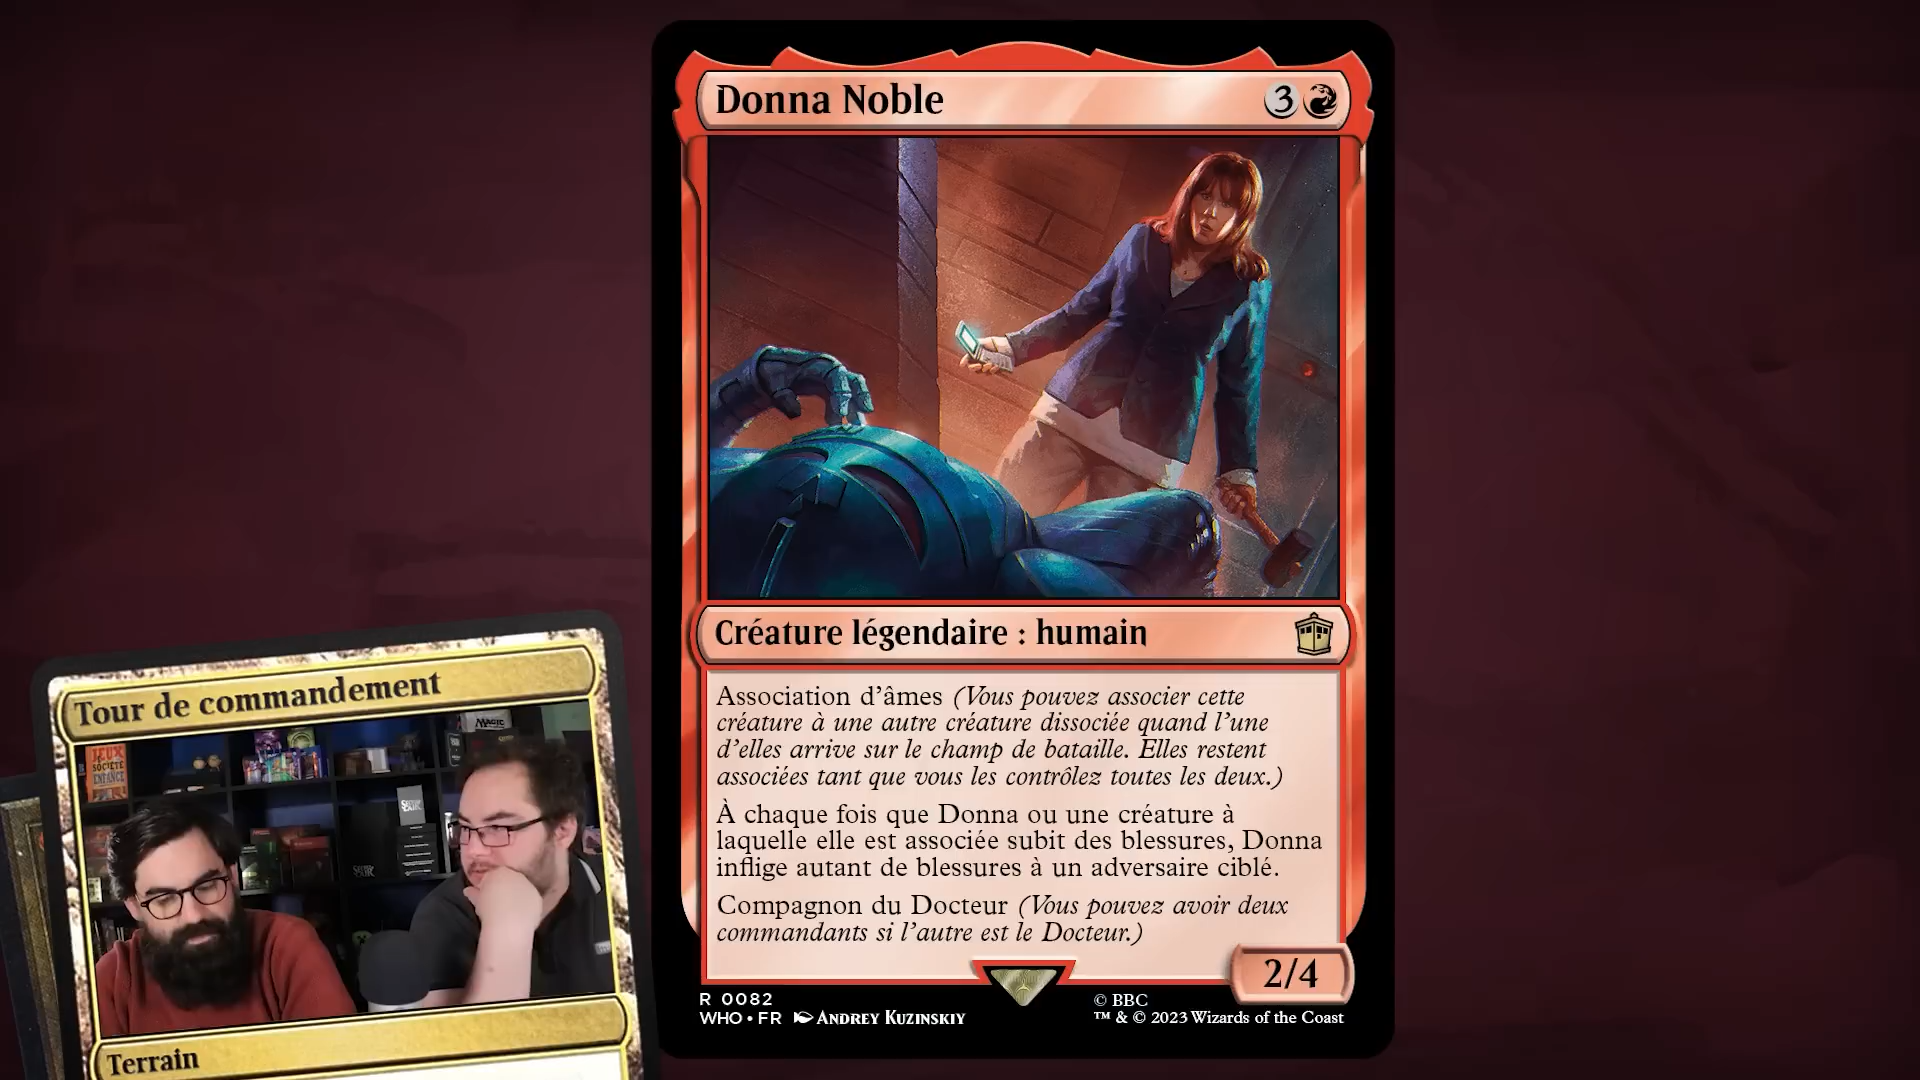 Donna Noble
3
Créature légendaire : humain
Association d’âmes (Vous pouvez associer cette
créature à une autre créature dissociée quand l’une
d’elles arrive sur le champ de bataille. Elles restent
associées tant que vous les contrôlez toutes les deux.)
À chaque fois que Donna ou une créature à
laquelle elle est associée subit des blessures, Donna
inflige autant de blessures à un adversaire ciblé.
Compagnon du Docteur (Vous pouvez avoir deux
commandants si l’autre est le Docteur.)
2/4
R 0082
WHO • FR ANDREY KUZINSKIY
© BBC
™ & © 2023 Wizards of the Coast
Tour de commandement
MAGIC
JEUX
SOCIÉTÉ
ENFANCE
Terrain